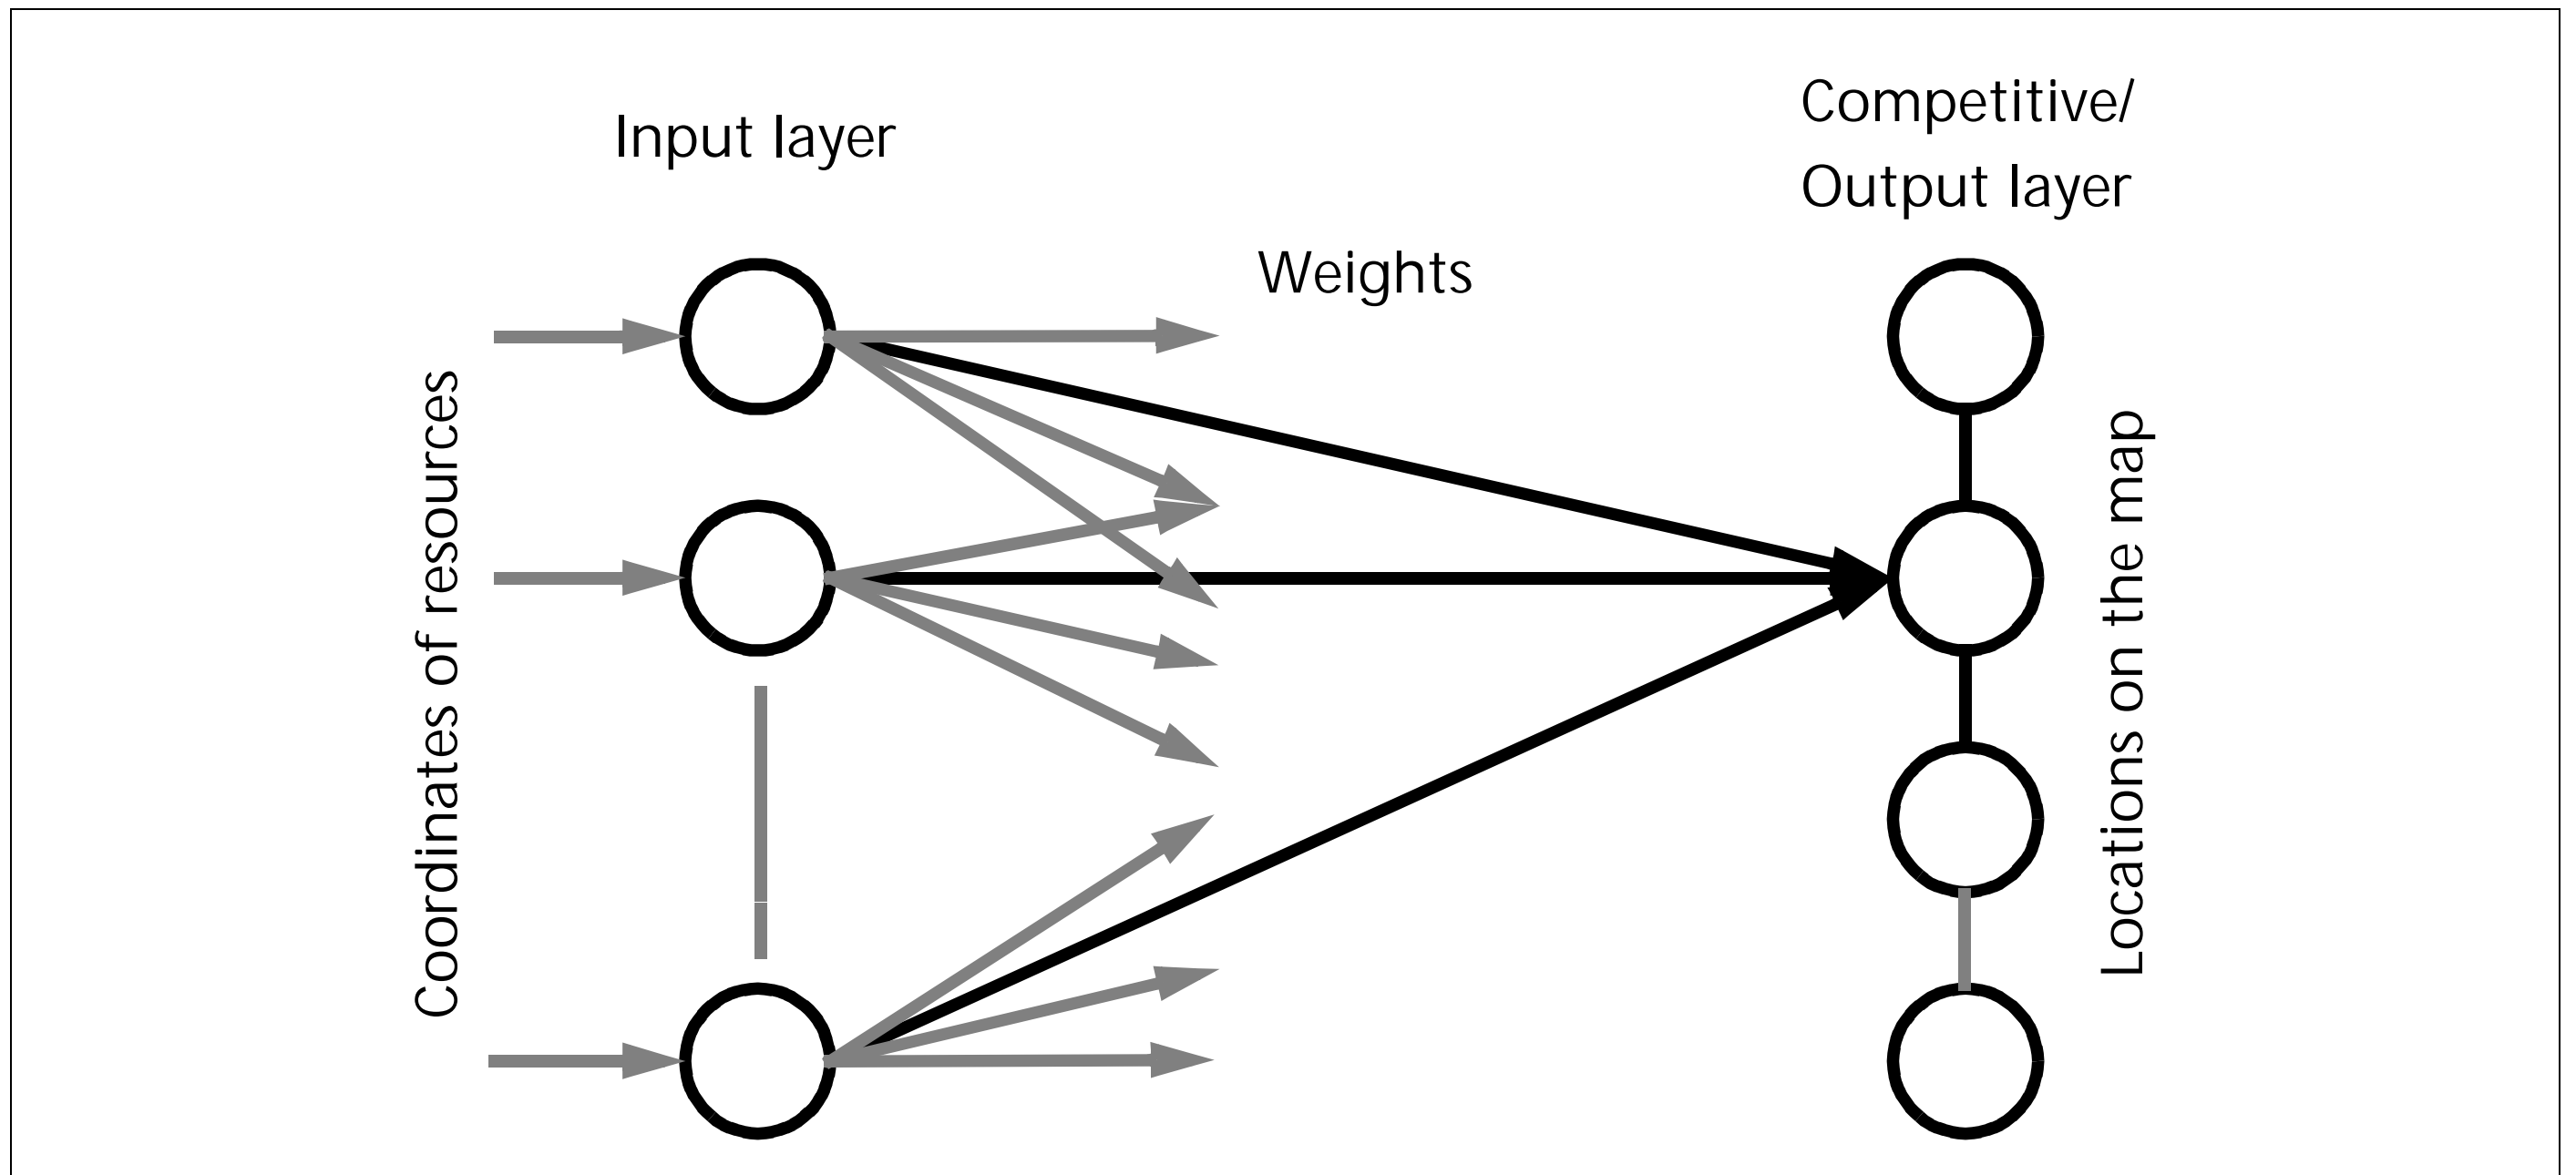 Input layer
Competitive/
Output layer
Weights
Coordinates of resources
Locations on the map